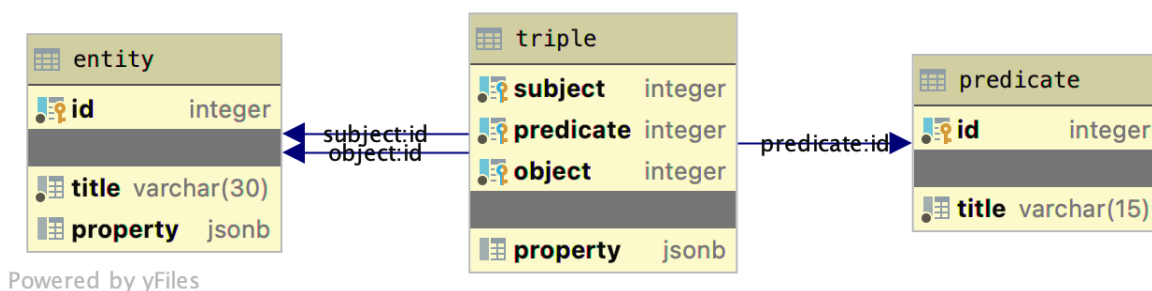 entity
id integer
title varchar(30)
property jsonb
subject:id
object:id
triple
subject integer
predicate integer
object integer
property jsonb
predicate:id
predicate
id integer
title varchar(15)
Powered by yFiles